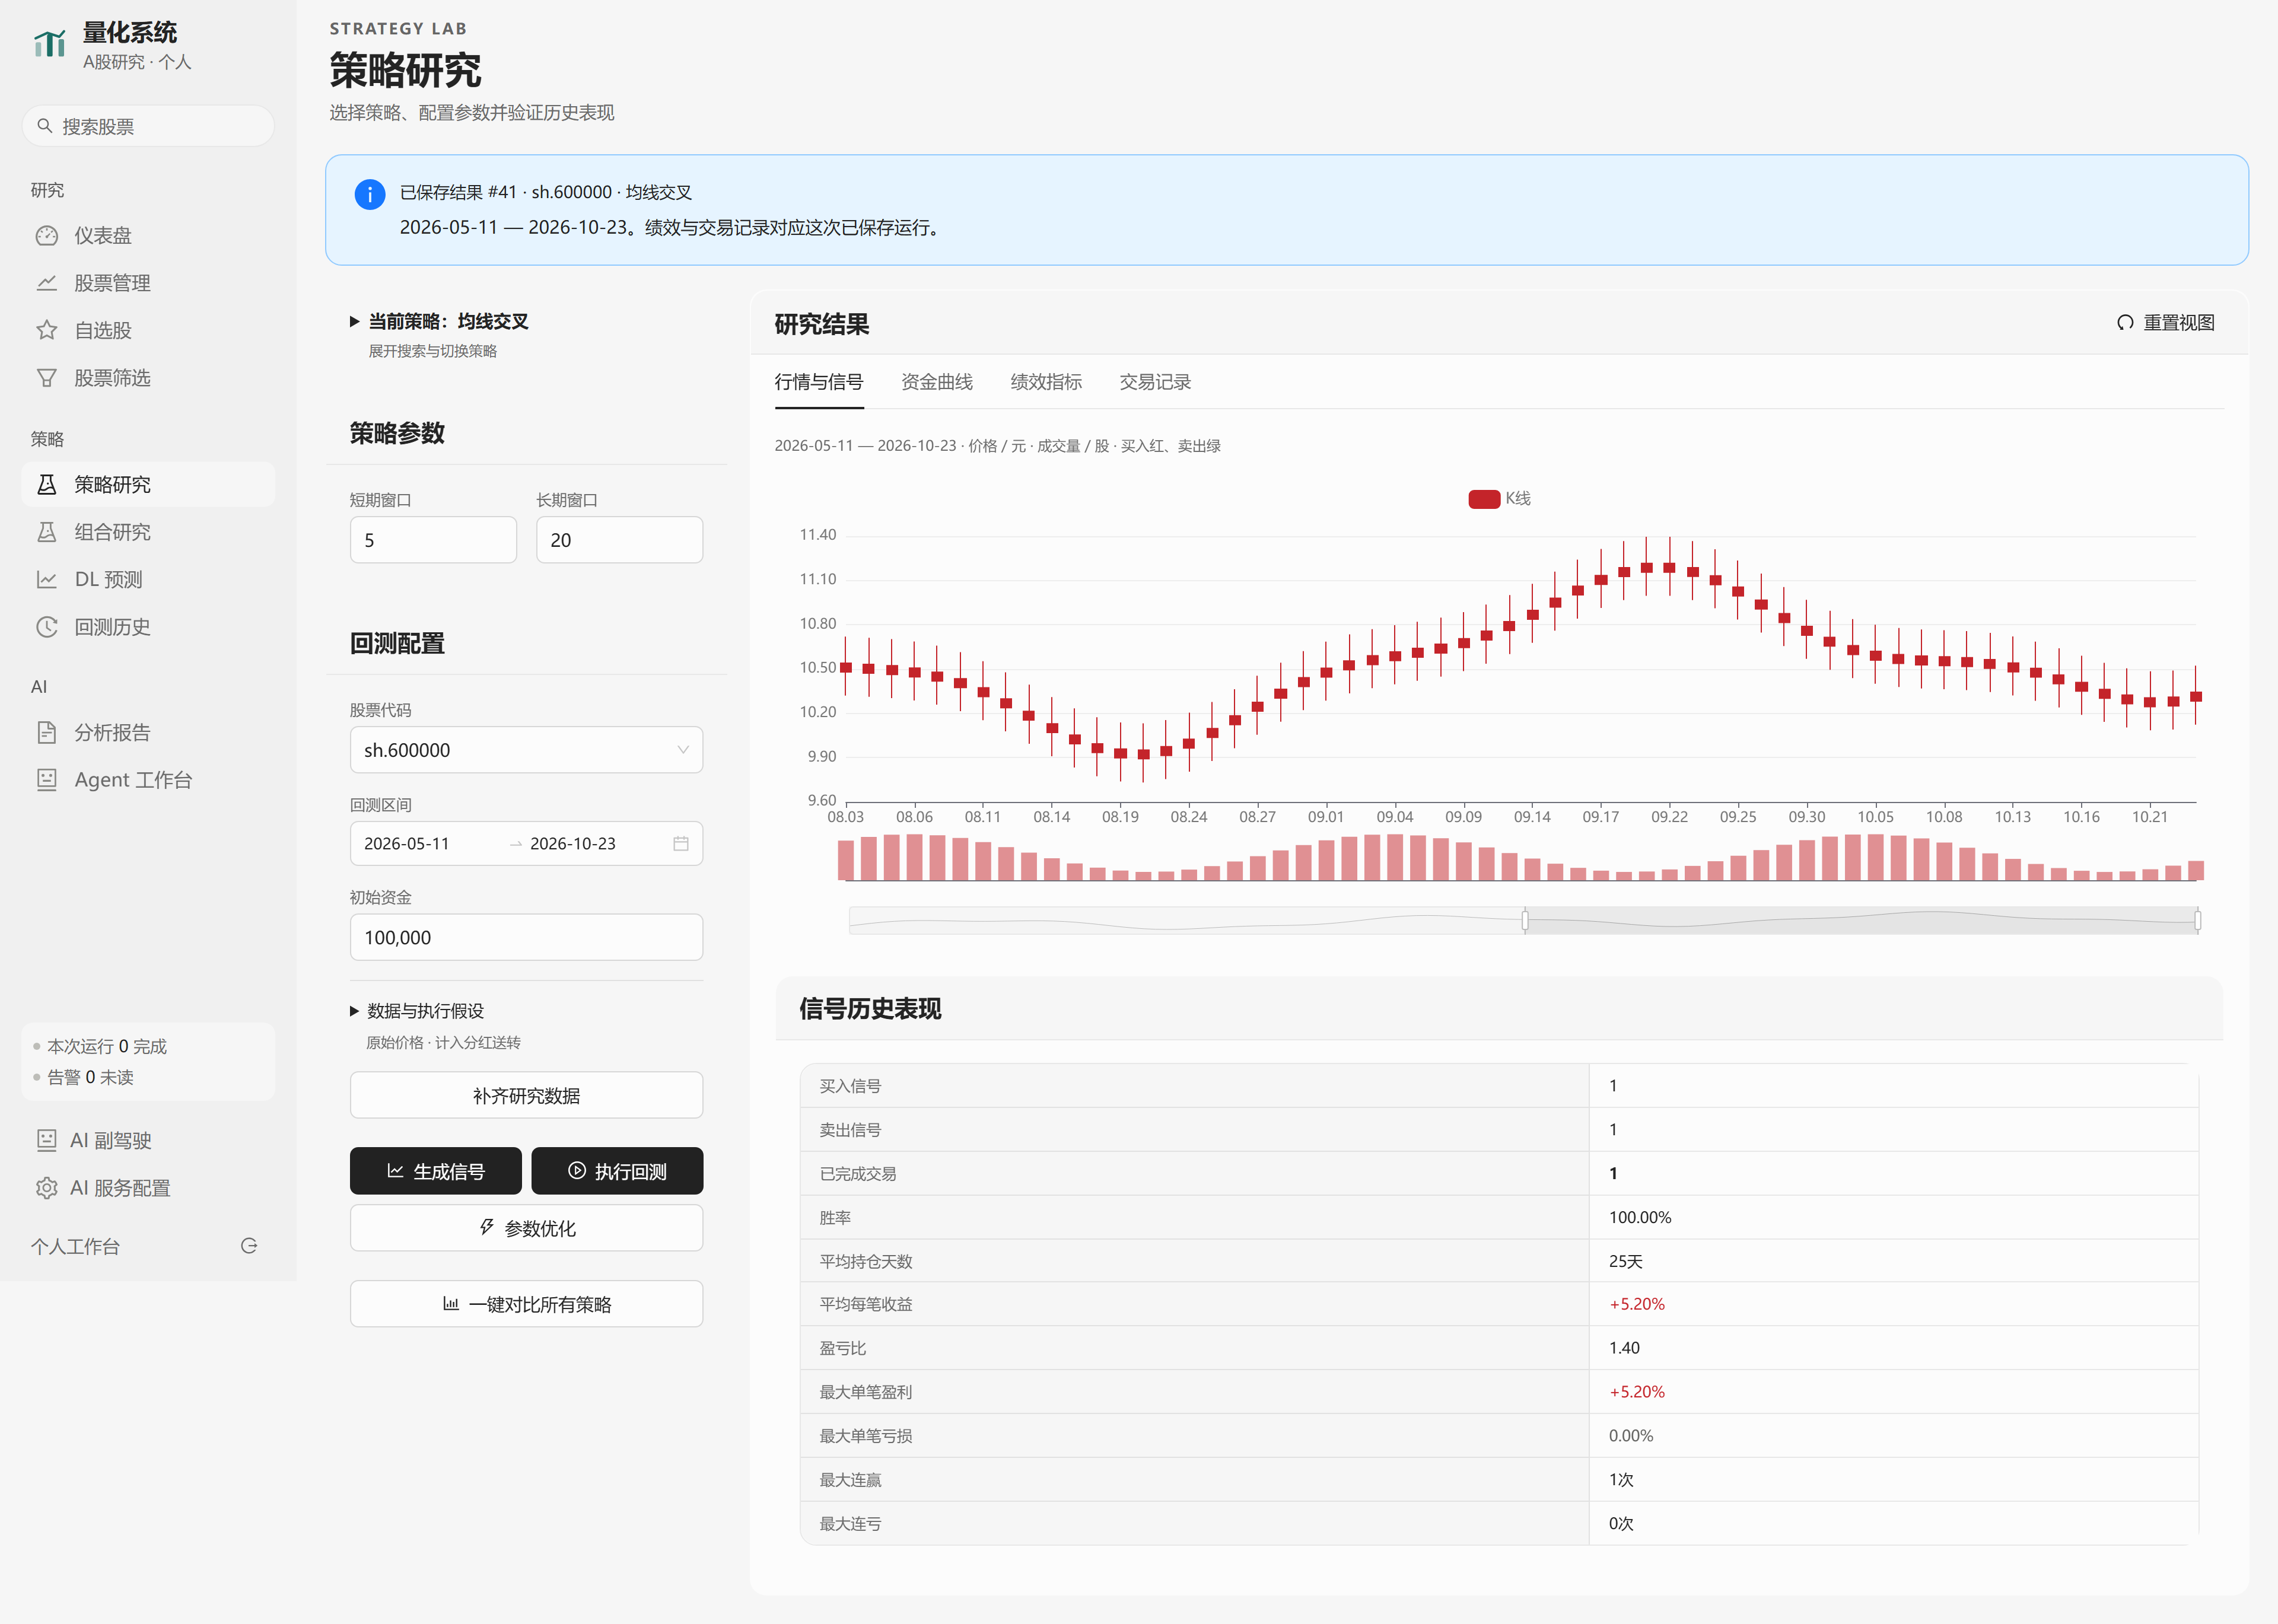 量化系统
A股研究 · 个人
搜索股票
研究
仪表盘
股票管理
自选股
股票筛选
策略
策略研究
组合研究
DL 预测
回测历史
AI
分析报告
Agent 工作台
本次运行 0 完成
告警 0 未读
AI 副驾驶
AI 服务配置
个人工作台
STRATEGY LAB
策略研究
选择策略、配置参数并验证历史表现
已保存结果 #41 · sh.600000 · 均线交叉
2026-05-11 — 2026-10-23。绩效与交易记录对应这次已保存运行。
当前策略：均线交叉
展开搜索与切换策略
策略参数
短期窗口 长期窗口
5 20
回测配置
股票代码
sh.600000
回测区间
2026-05-11 → 2026-10-23
初始资金
100,000
数据与执行假设
原始价格 · 计入分红送转
补齐研究数据
生成信号 执行回测
参数优化
一键对比所有策略
研究结果 重置视图
行情与信号 资金曲线 绩效指标 交易记录
2026-05-11 — 2026-10-23 · 价格 / 元 · 成交量 / 股 · 买入红、卖出绿
K线
11.40
11.10
10.80
10.50
10.20
9.90
9.60
08.03 08.06 08.11 08.14 08.19 08.24 08.27 09.01 09.04 09.09 09.14 09.17 09.22 09.25 09.30 10.05 10.08 10.13 10.16 10.21
信号历史表现
买入信号 1
卖出信号 1
已完成交易 1
胜率 100.00%
平均持仓天数 25天
平均每笔收益 +5.20%
盈亏比 1.40
最大单笔盈利 +5.20%
最大单笔亏损 0.00%
最大连赢 1次
最大连亏 0次